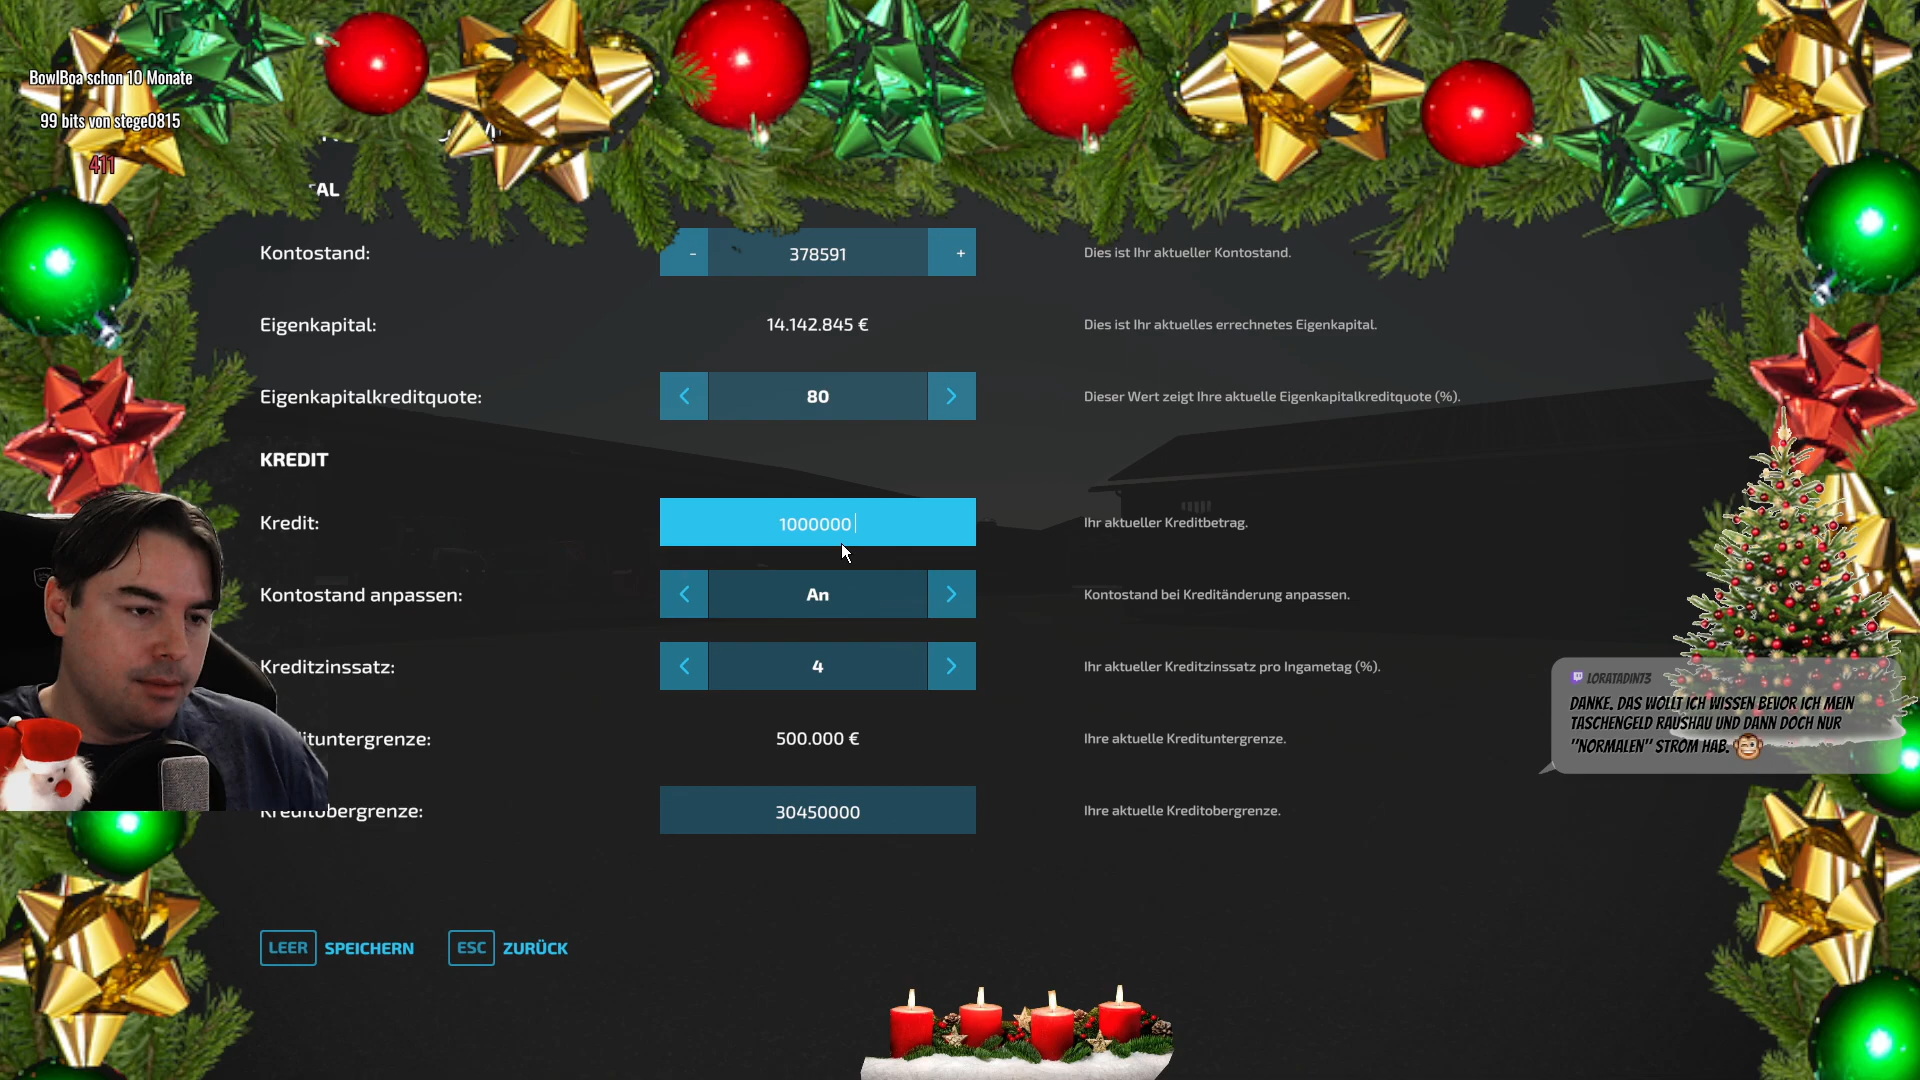 BowlBoa schon 10 Monate
99 bits von stege0815
411
AL
Kontostand:
-
378591
+
Dies ist Ihr aktueller Kontostand.
Eigenkapital:
14.142.845 €
Dies ist Ihr aktuelles errechnetes Eigenkapital.
Eigenkapitalkreditquote:
80
Dieser Wert zeigt Ihre aktuelle Eigenkapitalkreditquote (%).
KREDIT
Kredit:
1000000
Ihr aktueller Kreditbetrag.
Kontostand anpassen:
An
Kontostand bei Kreditänderung anpassen.
Kreditzinssatz:
4
Ihr aktueller Kreditzinssatz pro Ingametag (%).
ituntergrenze:
500.000 €
Ihre aktuelle Kredituntergrenze.
Kreditobergrenze:
30450000
Ihre aktuelle Kreditobergrenze.
LORATADIN73
DANKE. DAS WOLLT ICH WISSEN BEVOR ICH MEIN
TASCHENGELD RAUSHAU UND DANN DOCH NUR
"NORMALEN" STROM HAB.
LEER SPEICHERN
ESC ZURÜCK